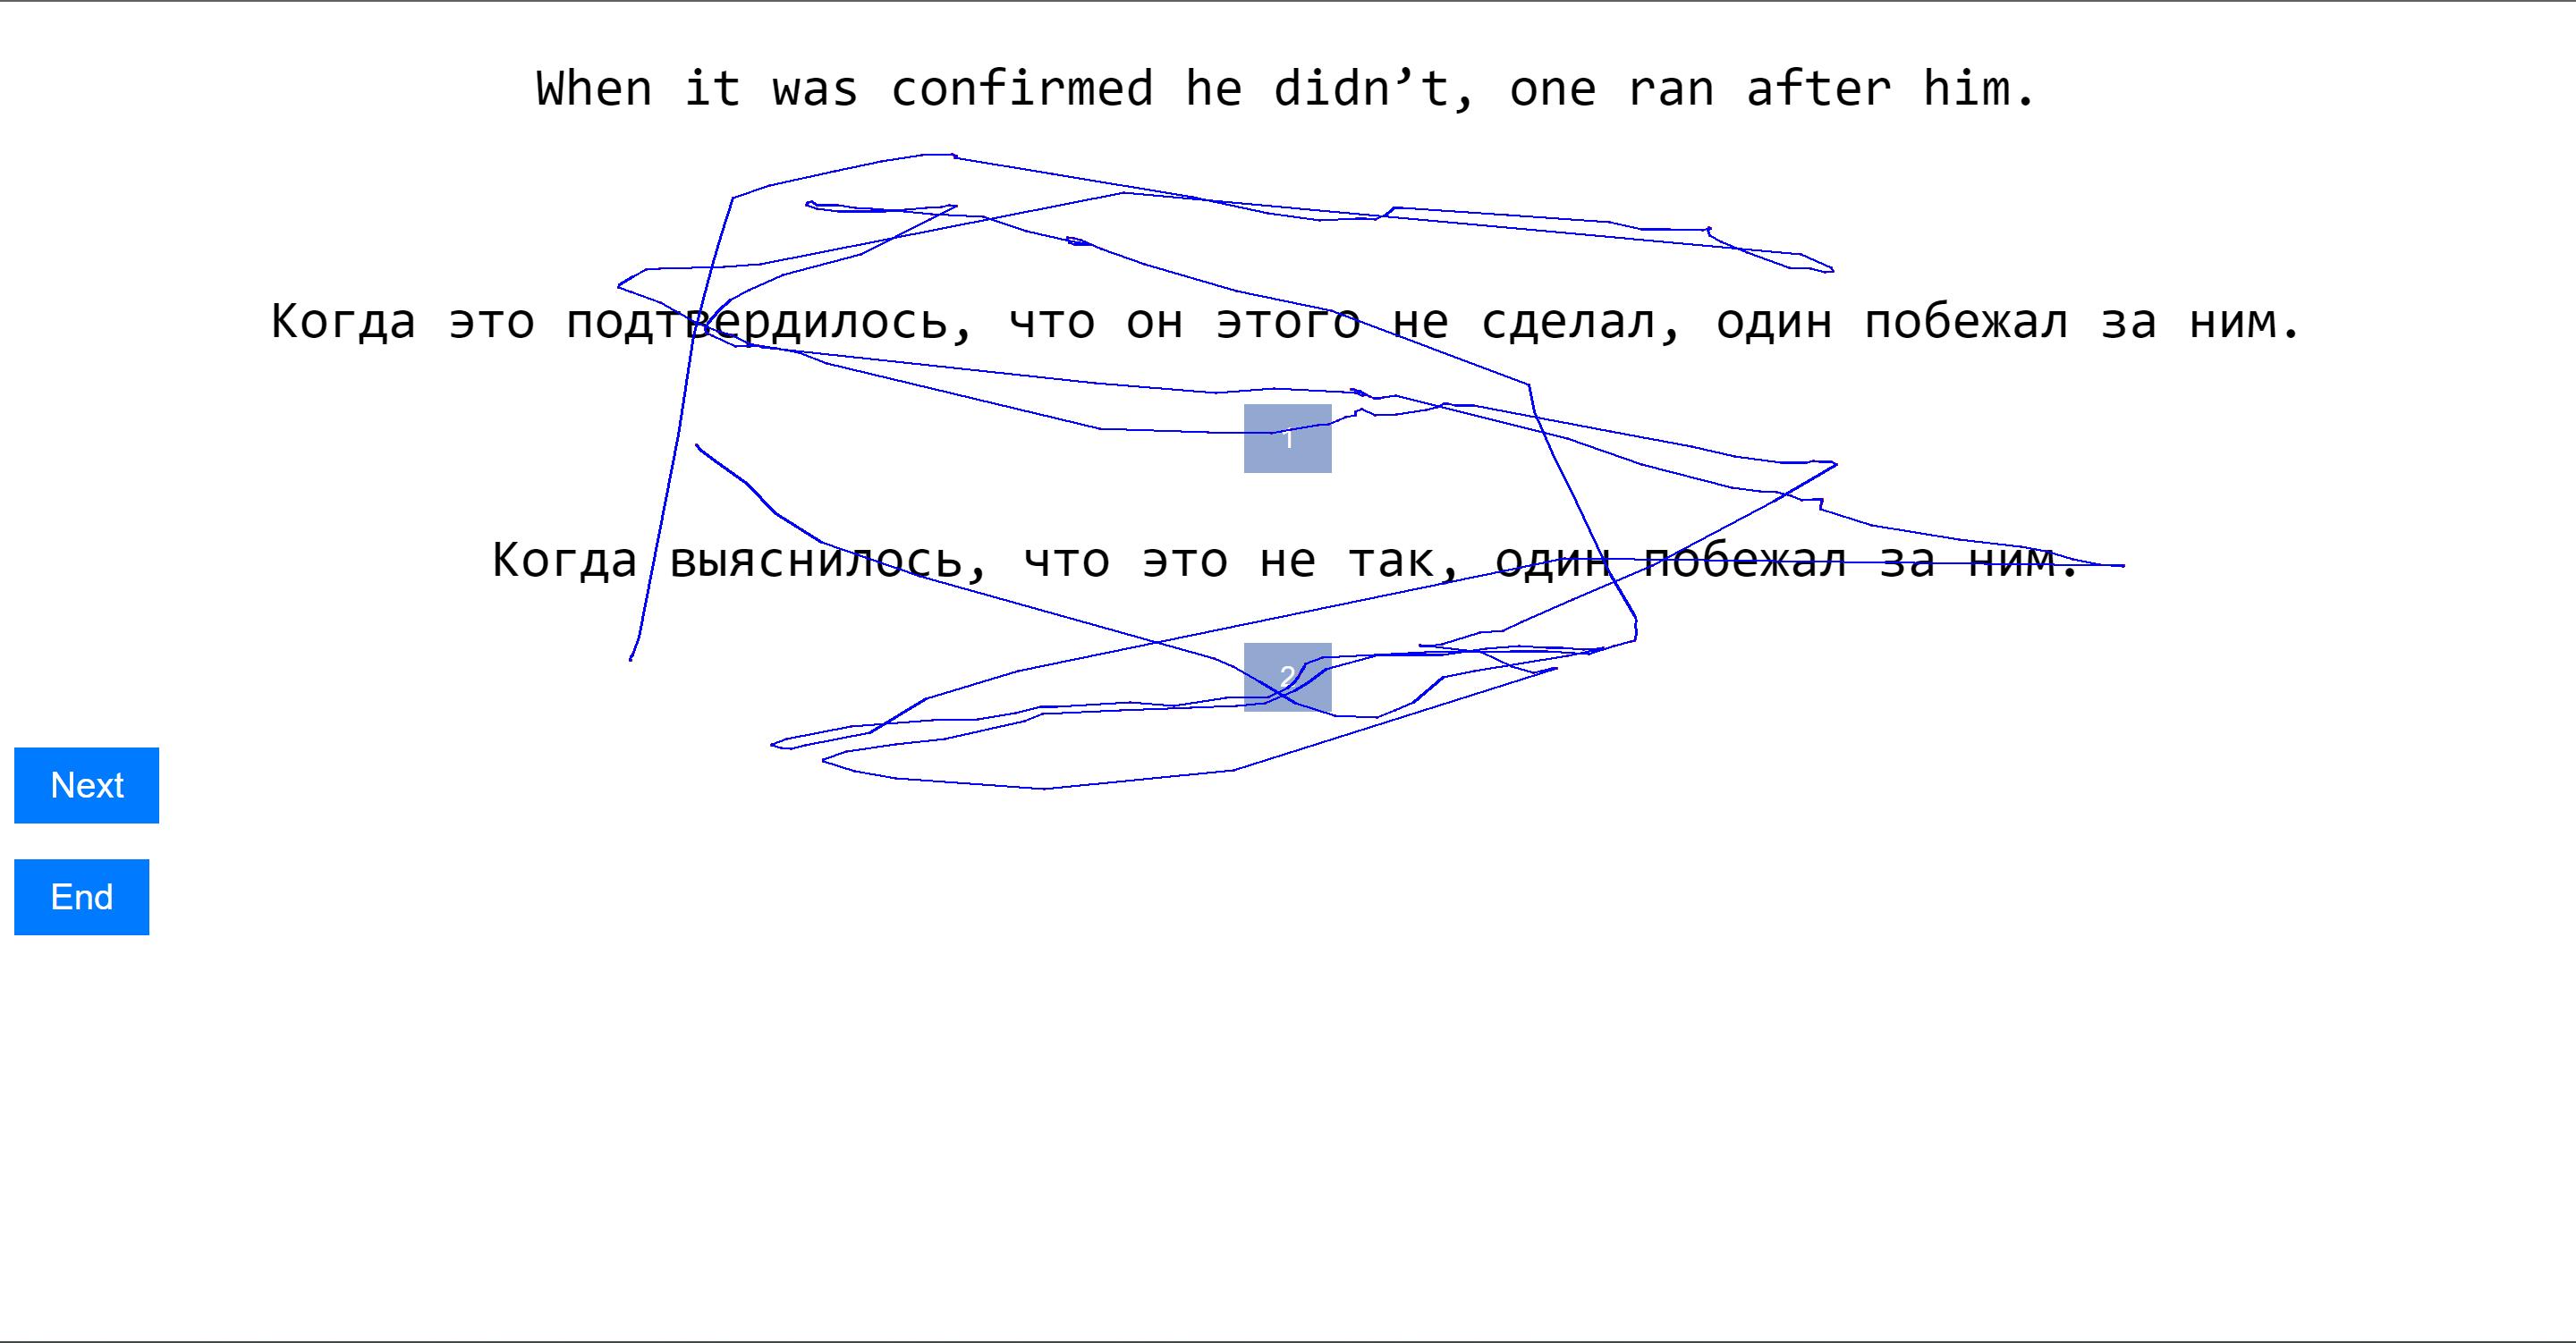 When it was confirmed he didn’t, one ran after him.
Когда это подтвердилось, что он этого не сделал, один побежал за ним.
1
Когда выяснилось, что это не так, один побежал за ним.
2
Next
End